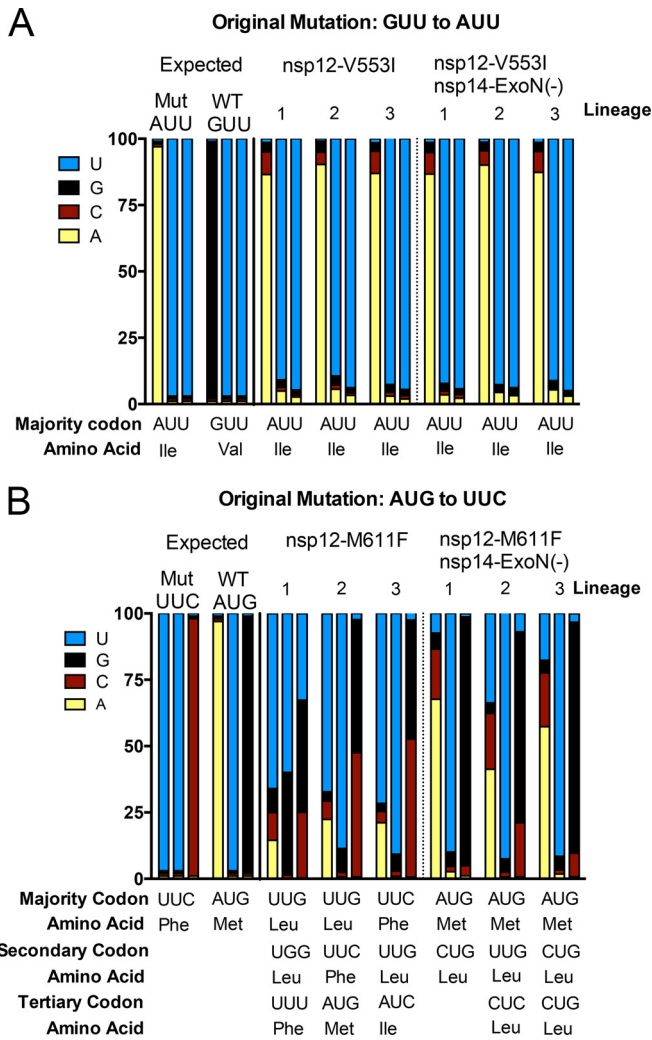 A
Original Mutation: GUU to AUU
Expected
nsp12-V553I
nsp12-V553I
nsp14-ExoN(-)
Mut
AUU
WT
GUU
1 2 3 1 2 3 Lineage
U
G
C
A
100
75
50
25
0
Majority codon AUU GUU AUU AUU AUU AUU AUU AUU
Amino Acid Ile Val Ile Ile Ile Ile Ile Ile
B
Original Mutation: AUG to UUC
Expected
nsp12-M611F
nsp12-M611F
nsp14-ExoN(-)
Mut
UUC
WT
AUG
1 2 3 1 2 3 Lineage
U
G
C
A
100
75
50
25
0
Majority Codon UUC AUG UUG UUG UUC AUG AUG AUG
Amino Acid Phe Met Leu Leu Phe Met Met Met
Secondary Codon UGG UUC UUG CUG UUG CUG
Amino Acid Leu Phe Leu Leu Leu Leu
Tertiary Codon UUU AUG AUC CUC CUG
Amino Acid Phe Met Ile Leu Leu